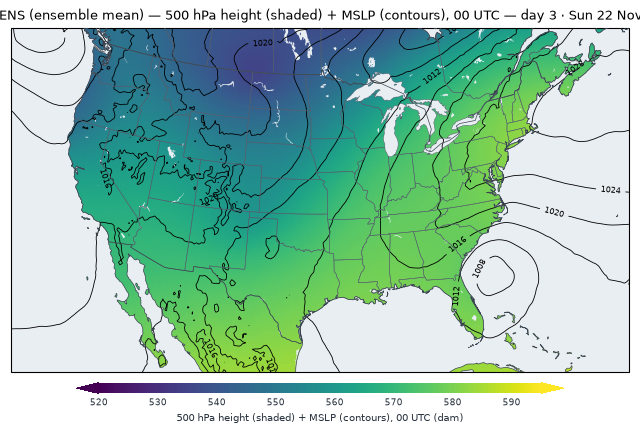 ENS (ensemble mean) — 500 hPa height (shaded) + MSLP (contours), 00 UTC — day 3 · Sun 22 Nov
1020
1012
1024
1020
1016
1008
1012
1016
520 530 540 550 560 570 580 590
500 hPa height (shaded) + MSLP (contours), 00 UTC (dam)